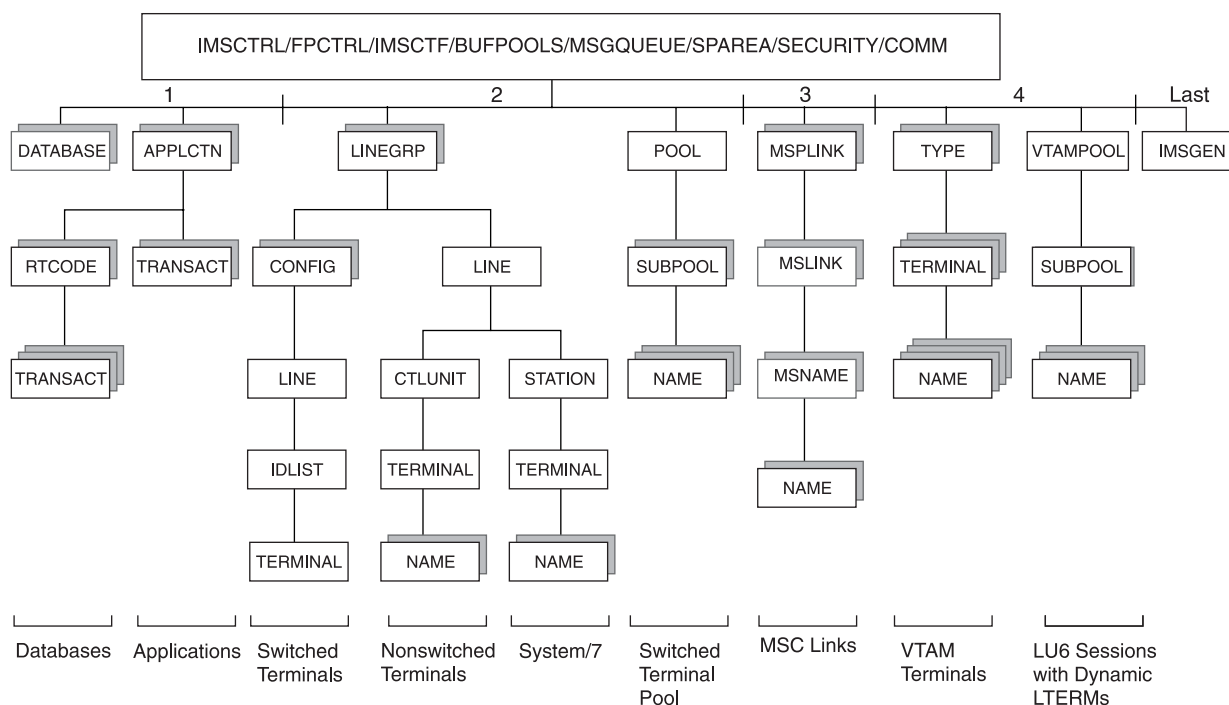 IMSCTRL/FPCTRL/IMSCTF/BUFPOOLS/MSGQUEUE/SPAREA/SECURITY/COMM
1 2 3 4 Last
DATABASE APPLCTN LINEGRP POOL MSPLINK TYPE VTAMPOOL IMSGEN
RTCODE TRANSACT CONFIG LINE SUBPOOL MSLINK TERMINAL SUBPOOL
TRANSACT LINE CTLUNIT STATION NAME MSNAME NAME NAME
IDLIST TERMINAL TERMINAL NAME
TERMINAL NAME NAME
Databases
Applications
Switched
Terminals
Nonswitched
Terminals
System/7
Switched
Terminal
Pool
MSC Links
VTAM
Terminals
LU6 Sessions
with Dynamic
LTERMs